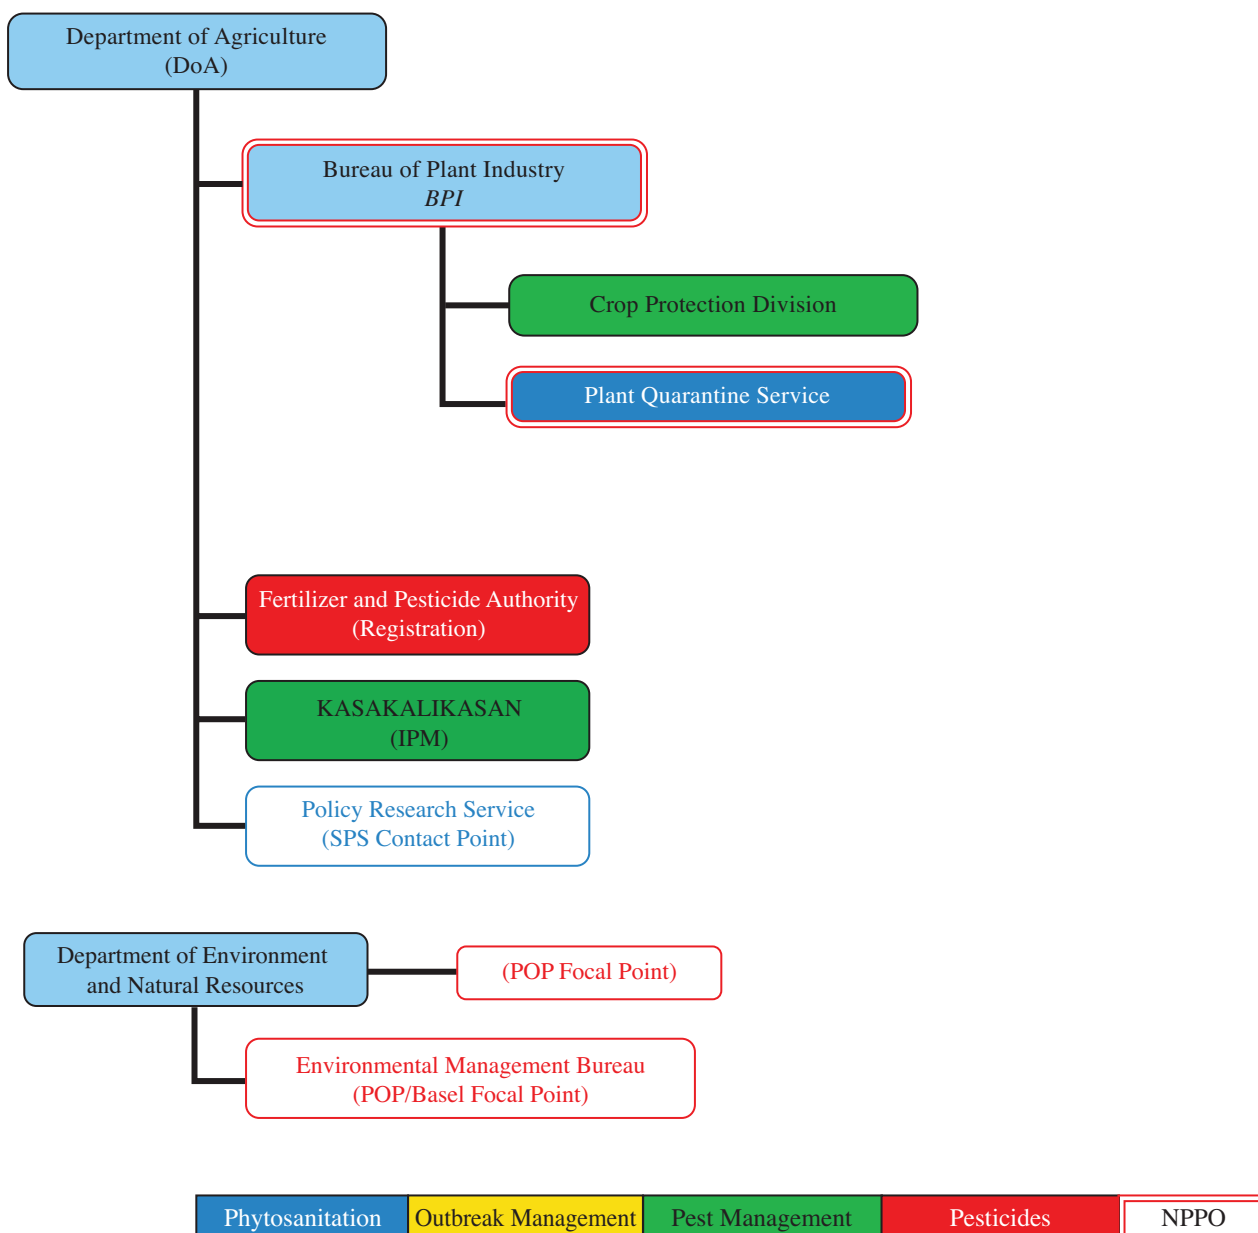 Department of Agriculture
(DoA)
Bureau of Plant Industry
BPI
Crop Protection Division
Plant Quarantine Service
Fertilizer and Pesticide Authority
(Registration)
KASAKALIKASAN
(IPM)
Policy Research Service
(SPS Contact Point)
Department of Environment
and Natural Resources
(POP Focal Point)
Environmental Management Bureau
(POP/Basel Focal Point)
Phytosanitation Outbreak Management Pest Management Pesticides NPPO